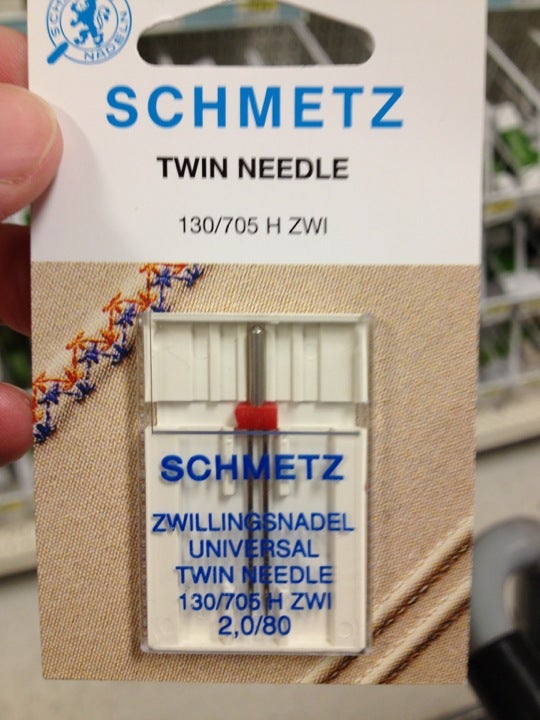 SCHMETZ
TWIN NEEDLE
130/705 H ZWI
SCHMETZ
ZWILLINGSNADEL
UNIVERSAL
TWIN NEEDLE
130/705 H ZWI
2,0/80